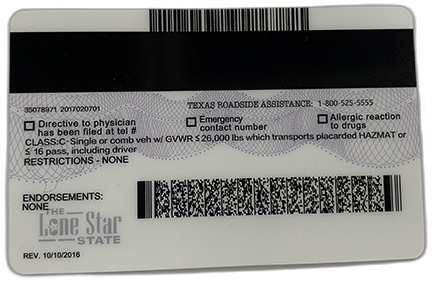 35078971 2017020701 TEXAS ROADSIDE ASSISTANCE: 1-800-525-5555
Directive to physician has been filed at tel #
Emergency contact number
Allergic reaction to drugs
CLASS:C-Single or comb veh w/ GVWR ≤ 26,000 lbs which transports placarded HAZMAT or
≤ 16 pass, including driver
RESTRICTIONS - NONE
ENDORSEMENTS:
NONE
THE
Lone Star
STATE
REV. 10/10/2016